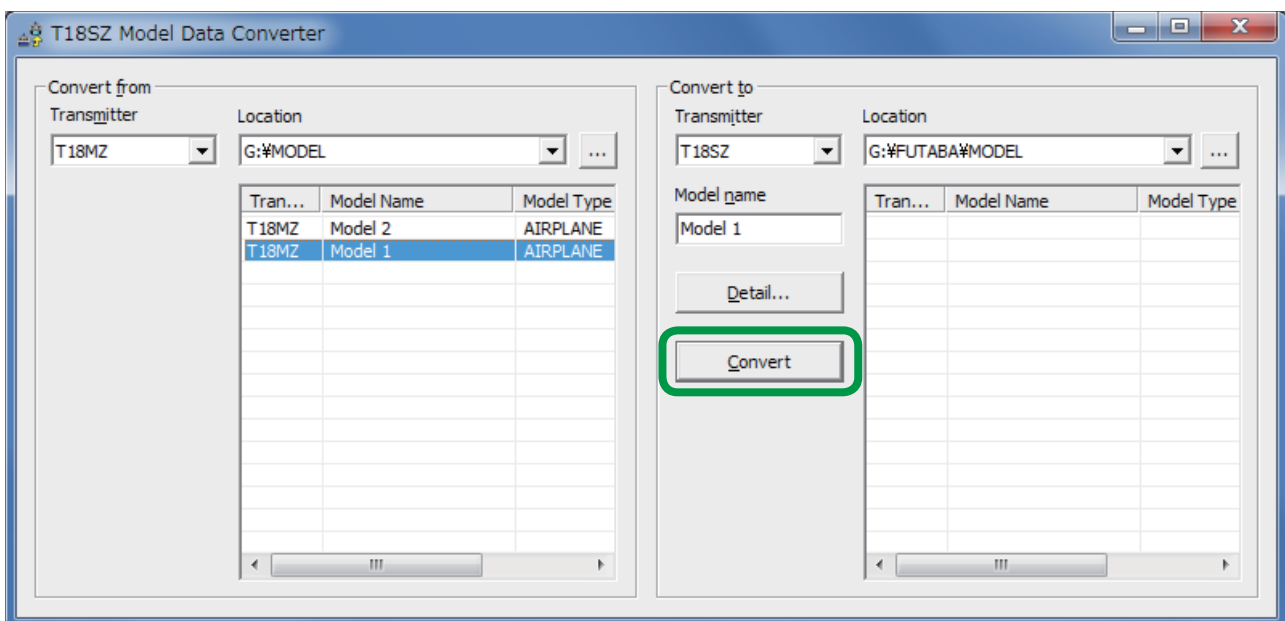 T18SZ Model Data Converter
Convert from
Transmitter
Location
T18MZ
G:¥MODEL
...
Tran... Model Name Model Type
T18MZ Model 2 AIRPLANE
T18MZ Model 1 AIRPLANE
Convert to
Transmitter
Location
T18SZ
G:¥FUTABA¥MODEL
...
Model name
Model 1
Detail...
Convert
Tran... Model Name Model Type